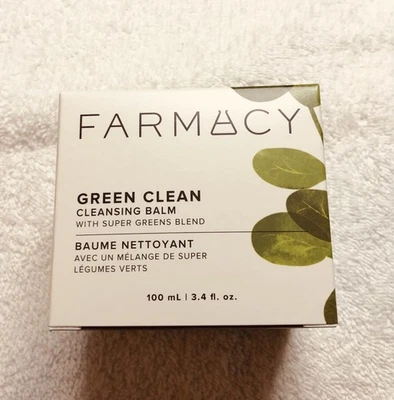 FARMACY
GREEN CLEAN
CLEANSING BALM
WITH SUPER GREENS BLEND
BAUME NETTOYANT
AVEC UN MÉLANGE DE SUPER
LÉGUMES VERTS
100 mL | 3.4 fl. oz.